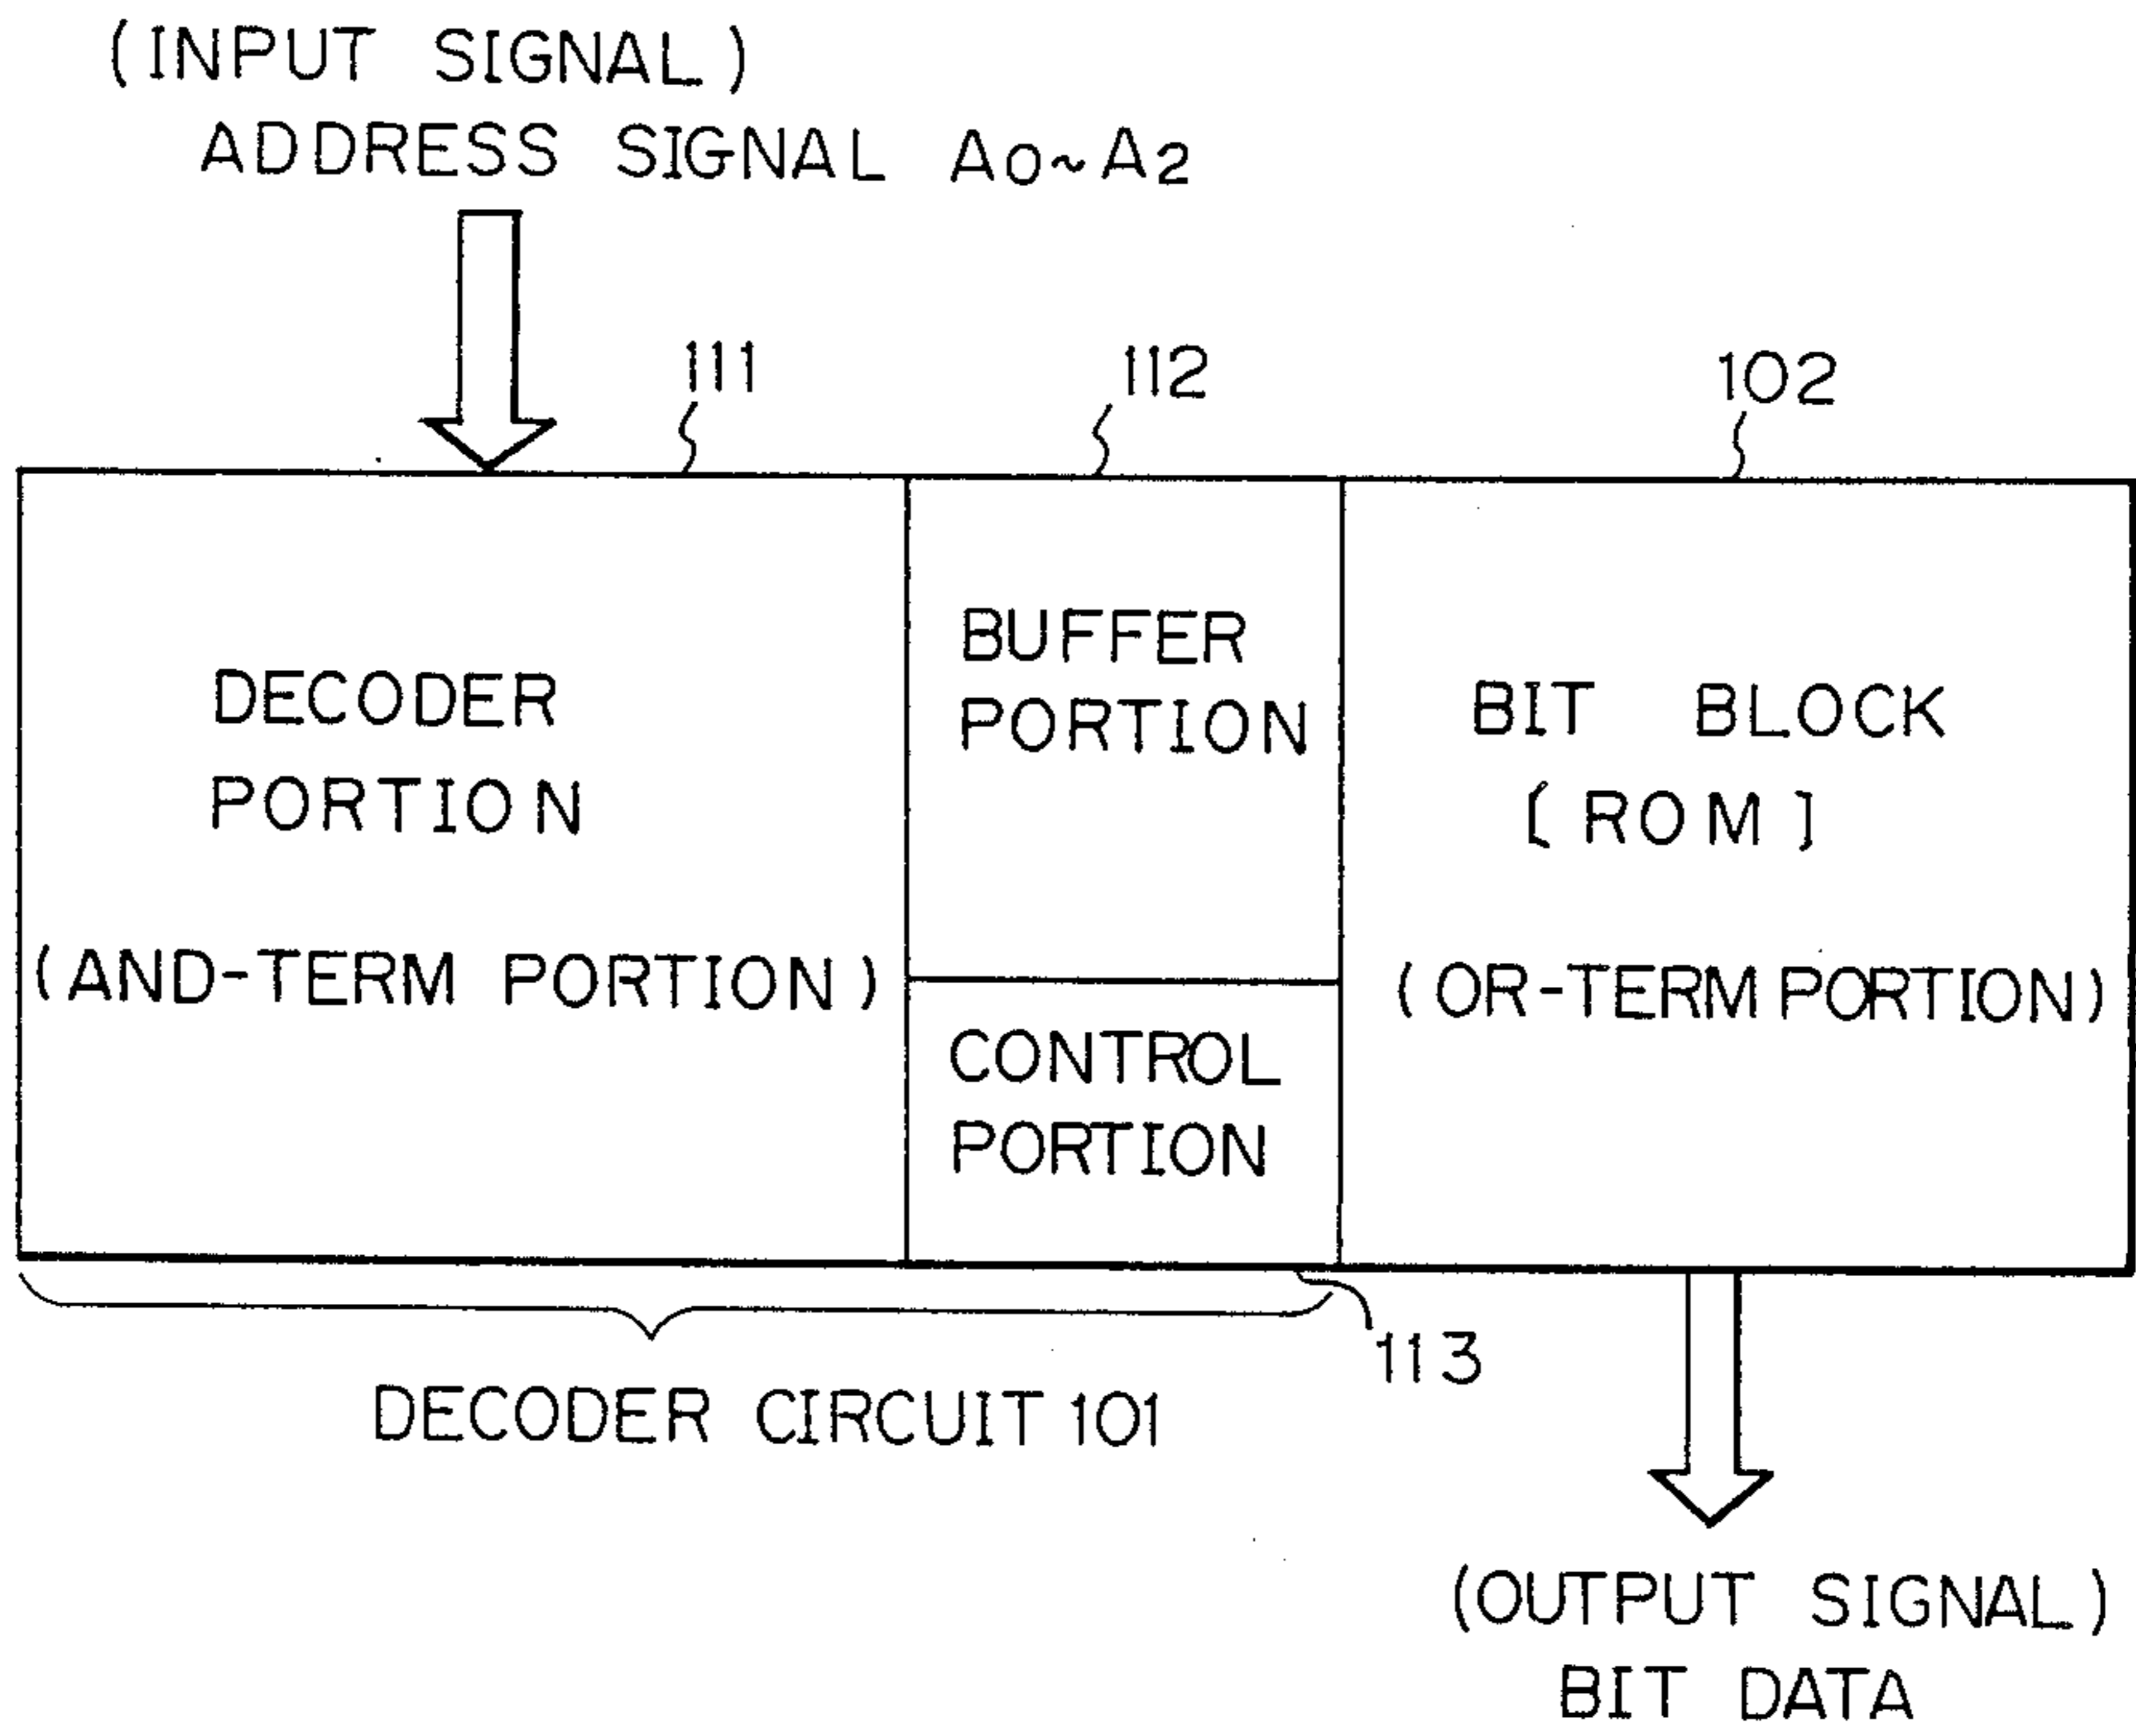 (INPUT SIGNAL)
ADDRESS SIGNAL A0~A2
111
112
102
DECODER
PORTION
(AND-TERM PORTION)
BUFFER
PORTION
CONTROL
PORTION
BIT BLOCK
[ROM]
(OR-TERM PORTION)
113
DECODER CIRCUIT 101
(OUTPUT SIGNAL)
BIT DATA